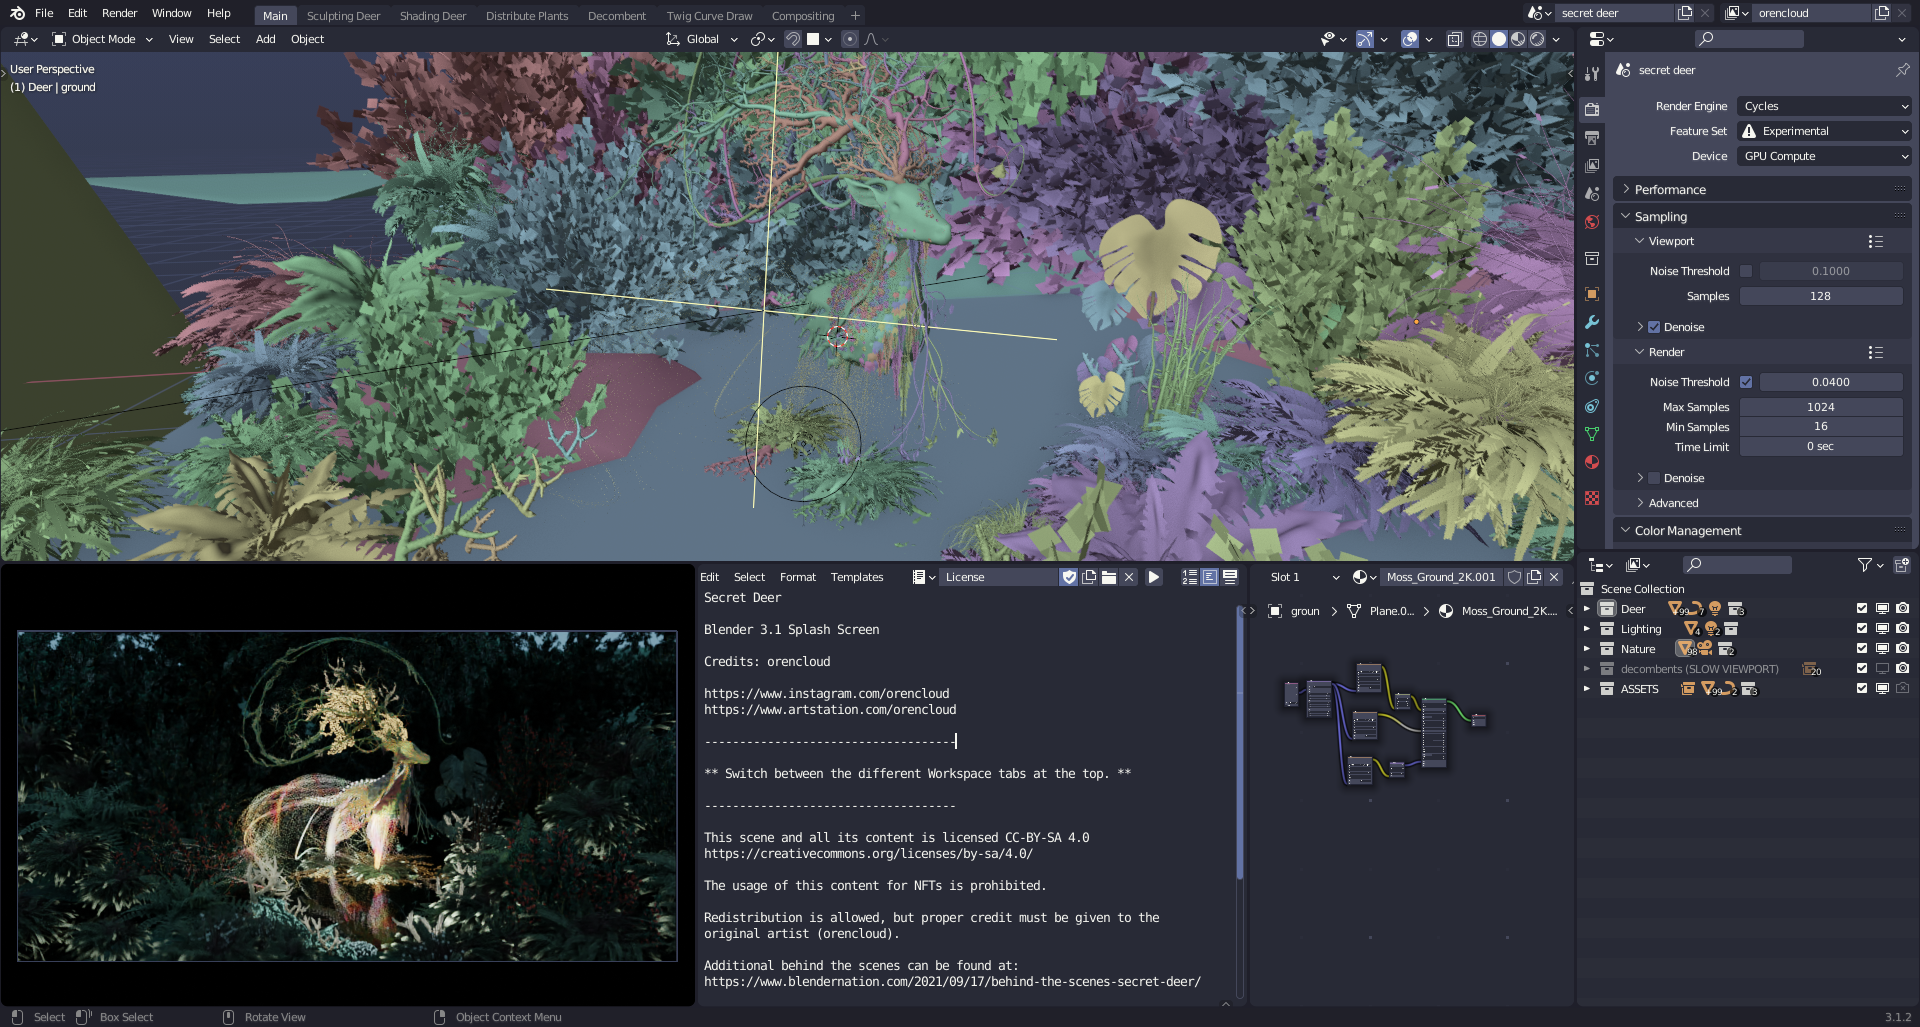 File Edit Render Window Help
Main Sculpting Deer Shading Deer Distribute Plants Decombent Twig Curve Draw Compositing
secret deer
orencloud
Object Mode View Select Add Object
Global
User Perspective
(1) Deer | ground
secret deer
Render Engine Cycles
Feature Set Experimental
Device GPU Compute
Performance
Sampling
Viewport
Noise Threshold 0.1000
Samples 128
Denoise
Render
Noise Threshold 0.0400
Max Samples 1024
Min Samples 16
Time Limit 0 sec
Denoise
Advanced
Color Management
Edit Select Format Templates License
Secret Deer
Blender 3.1 Splash Screen
Credits: orencloud
https://www.instagram.com/orencloud
https://www.artstation.com/orencloud
------------------------------------
** Switch between the different Workspace tabs at the top. **
------------------------------------
This scene and all its content is licensed CC-BY-SA 4.0
https://creativecommons.org/licenses/by-sa/4.0/
The usage of this content for NFTs is prohibited.
Redistribution is allowed, but proper credit must be given to the
original artist (orencloud).
Additional behind the scenes can be found at:
https://www.blendernation.com/2021/09/17/behind-the-scenes-secret-deer/
Slot 1 Moss_Ground_2K.001
groun Plane.0... Moss_Ground_2K....
Scene Collection
Deer 99 7 3
Lighting 4 2
Nature 98 2
decombents (SLOW VIEWPORT) 20
ASSETS 99 2 3
Select Box Select Rotate View Object Context Menu
3.1.2